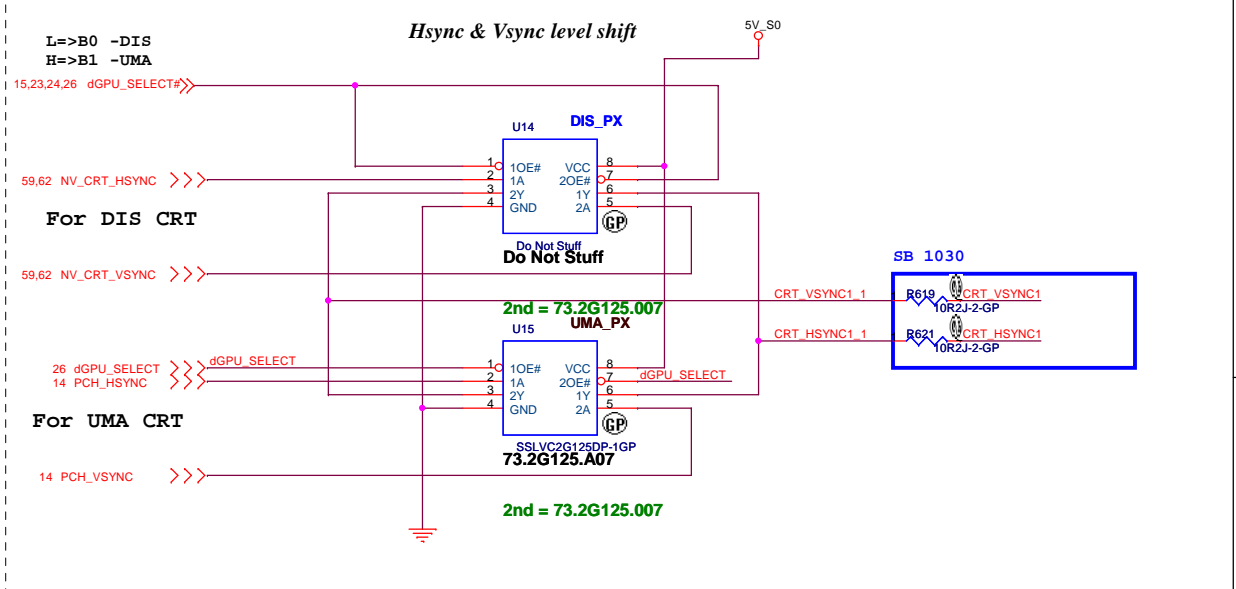 Hsync & Vsync level shift
5V_S0
L=>B0 -DIS
H=>B1 -UMA
15,23,24,26 dGPU_SELECT#
U14 DIS_PX
1 1OE# VCC 8
2 1A 2OE# 7
3 2Y 1Y 6
4 GND 2A 5
GP
59,62 NV_CRT_HSYNC
For DIS CRT
Do Not Stuff
Do Not Stuff
59,62 NV_CRT_VSYNC
SB 1030
CRT_VSYNC1_1 R619 CRT_VSYNC1
10R2J-2-GP
CRT_HSYNC1_1 R621 CRT_HSYNC1
10R2J-2-GP
2nd = 73.2G125.007
UMA_PX
U15
1 1OE# VCC 8
2 1A 2OE# 7
3 2Y 1Y 6
4 GND 2A 5
GP
26 dGPU_SELECT dGPU_SELECT
dGPU_SELECT
14 PCH_HSYNC
For UMA CRT
SSLVC2G125DP-1GP
73.2G125.A07
14 PCH_VSYNC
2nd = 73.2G125.007